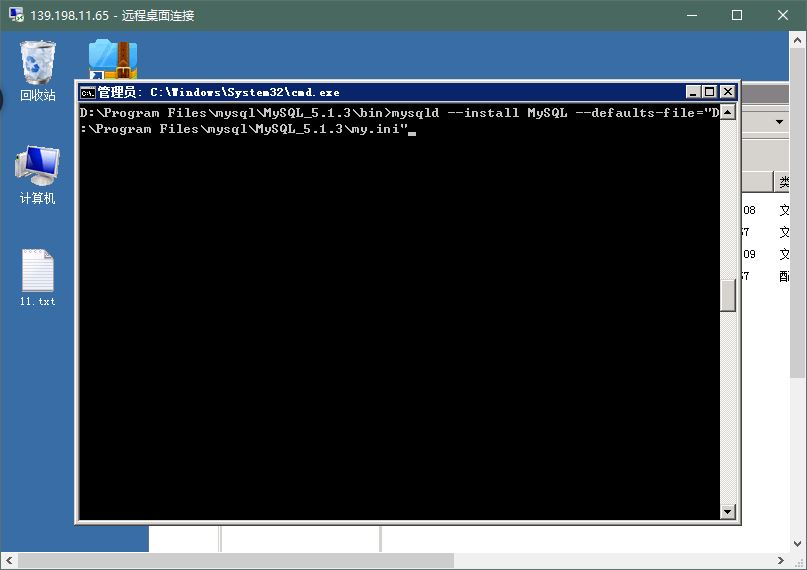 139.198.11.65 - 远程桌面连接
回收站
管理员: C:\Windows\System32\cmd.exe
D:\Program Files\mysql\MySQL_5.1.3\bin>mysqld --install MySQL --defaults-file="D
:\Program Files\mysql\MySQL_5.1.3\my.ini"
计算机
11.txt
类
08 文
57 文
09 文
57 配